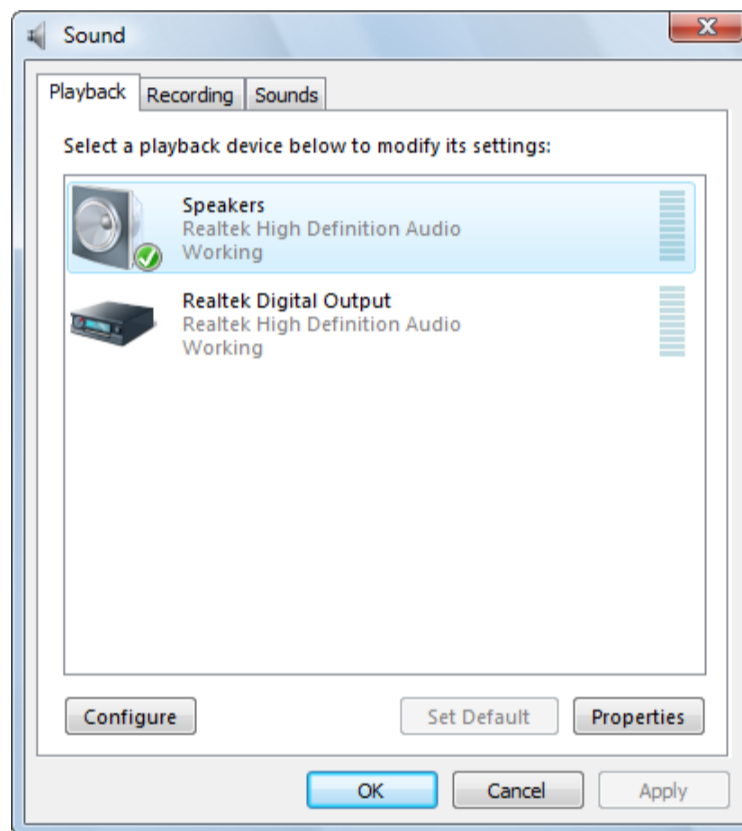 Sound
Playback Recording Sounds
Select a playback device below to modify its settings:
Speakers
Realtek High Definition Audio
Working
Realtek Digital Output
Realtek High Definition Audio
Working
Configure Set Default Properties
OK Cancel Apply